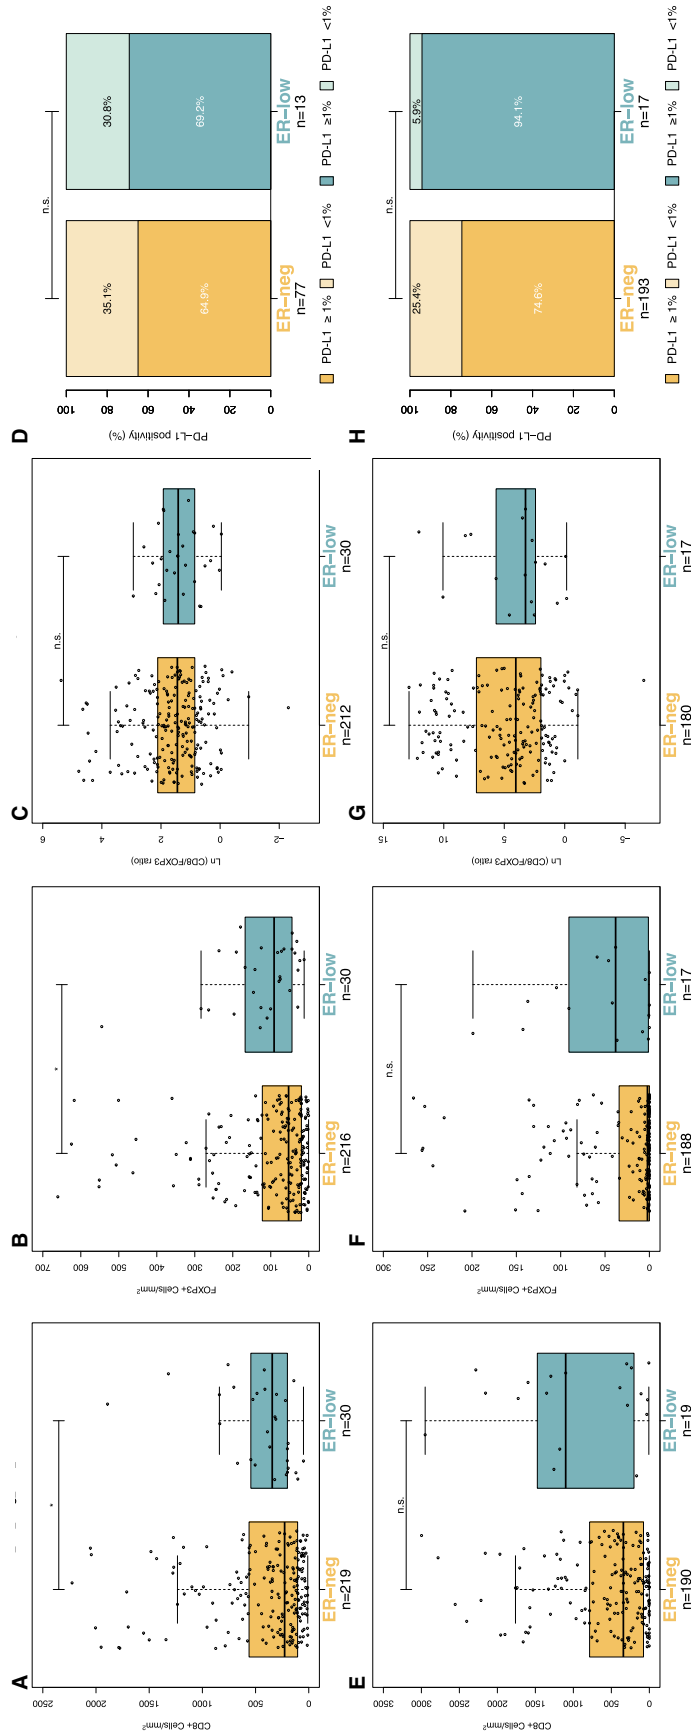 A
CD8+ Cells/mm²
2500
2000
1500
1000
500
0
*
ER−neg
n=219
ER−low
n=30
B
FOXP3+ Cells/mm²
700
600
500
400
300
200
100
0
*
ER−neg
n=216
ER−low
n=30
C
Ln (CD8/FOXP3 ratio)
6
4
2
0
−2
n.s.
ER−neg
n=212
ER−low
n=30
D
PD−L1 positivity (%)
100
80
60
40
20
0
n.s.
35.1%
64.9%
30.8%
69.2%
ER−neg
n=77
ER−low
n=13
PD−L1 ≥ 1% PD−L1 <1% PD−L1 ≥1% PD−L1 <1%
E
CD8+ Cells/mm²
3500
3000
2500
2000
1500
1000
500
0
n.s.
ER−neg
n=190
ER−low
n=19
F
FOXP3+ Cells/mm²
300
250
200
150
100
50
0
n.s.
ER−neg
n=188
ER−low
n=17
G
Ln (CD8/FOXP3 ratio)
15
10
5
0
−5
n.s.
ER−neg
n=180
ER−low
n=17
H
PD−L1 positivity (%)
100
80
60
40
20
0
n.s.
25.4%
74.6%
5.9%
94.1%
ER−neg
n=193
ER−low
n=17
PD−L1 ≥ 1% PD−L1 <1% PD−L1 ≥1% PD−L1 <1%